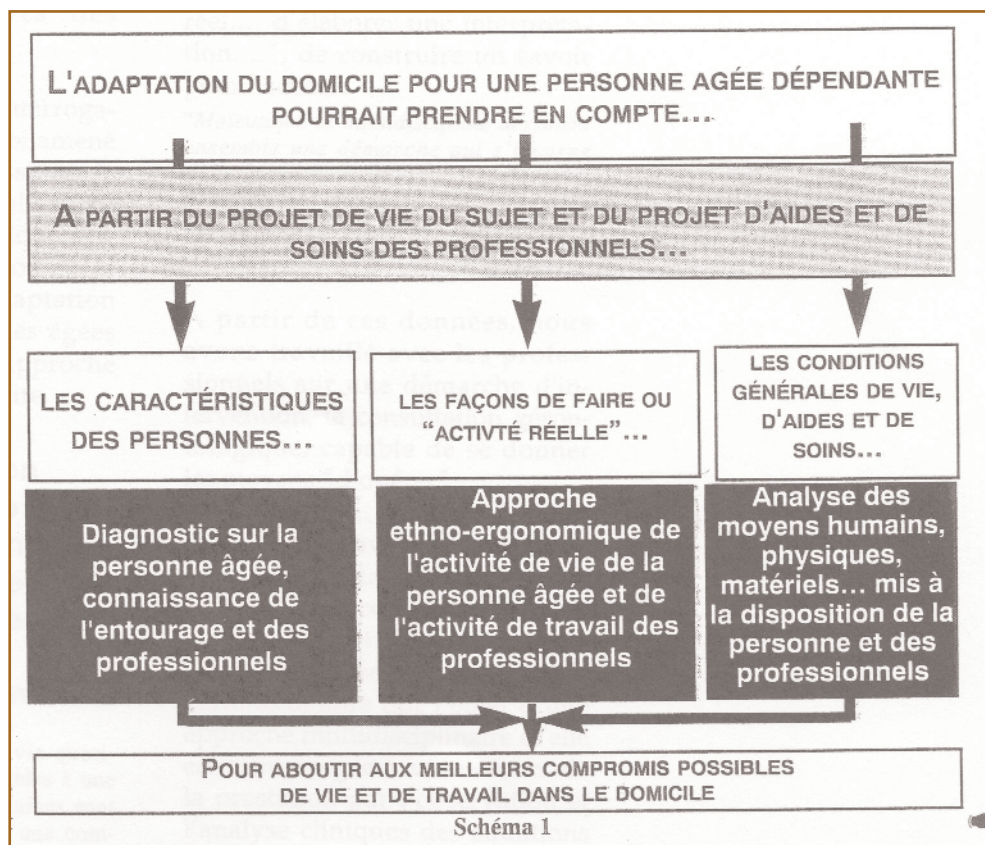 L'ADAPTATION DU DOMICILE POUR UNE PERSONNE AGÉE DÉPENDANTE
POURRAIT PRENDRE EN COMPTE...
A PARTIR DU PROJET DE VIE DU SUJET ET DU PROJET D'AIDES ET DE
SOINS DES PROFESSIONNELS...
LES CARACTÉRISTIQUES
DES PERSONNES...
LES FAÇONS DE FAIRE OU
“ACTIVTÉ RÉELLE”...
LES CONDITIONS
GÉNÉRALES DE VIE,
D'AIDES ET DE
SOINS...
Diagnostic sur la
personne âgée,
connaissance de
l'entourage et des
professionnels
Approche
ethno-ergonomique de
l'activité de vie de la
personne âgée et de
l'activité de travail des
professionnels
Analyse des
moyens humains,
physiques,
matériels... mis à
la disposition de la
personne et des
professionnels
POUR ABOUTIR AUX MEILLEURS COMPROMIS POSSIBLES
DE VIE ET DE TRAVAIL DANS LE DOMICILE
Schéma 1